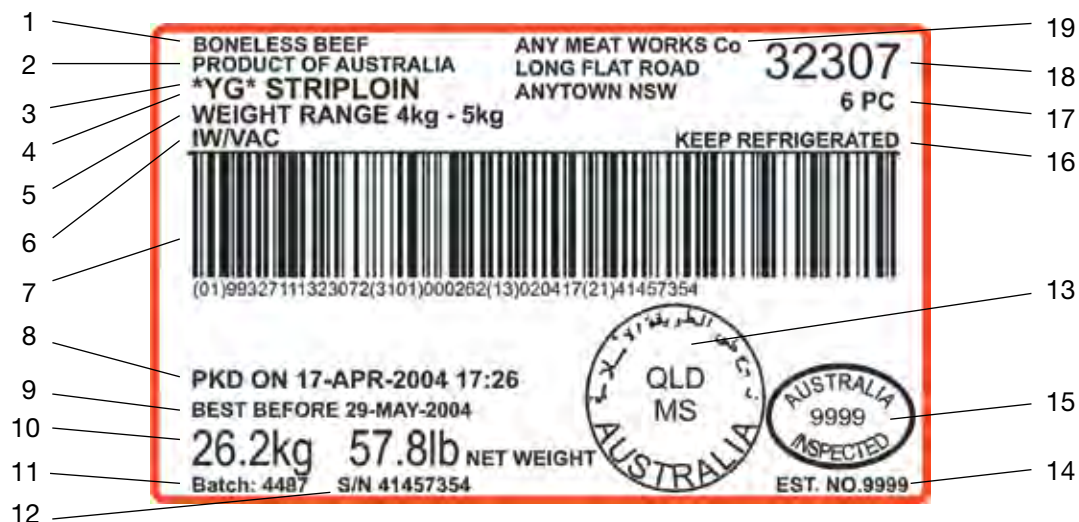 1
BONELESS BEEF
ANY MEAT WORKS Co
19
2
PRODUCT OF AUSTRALIA
LONG FLAT ROAD
32307
18
3
*YG* STRIPLOIN
ANYTOWN NSW
4
WEIGHT RANGE 4kg - 5kg
6 PC
17
5
IW/VAC
KEEP REFRIGERATED
16
6
7
(01)99327111323072(3101)000262(13)020417(21)41457354
13
8
PKD ON 17-APR-2004 17:26
QLD
MS
AUSTRALIA
AUSTRALIA
9999
INSPECTED
15
9
BEST BEFORE 29-MAY-2004
10
26.2kg 57.8lb NET WEIGHT
11
Batch: 4487
S/N 41457354
EST. NO.9999
14
12